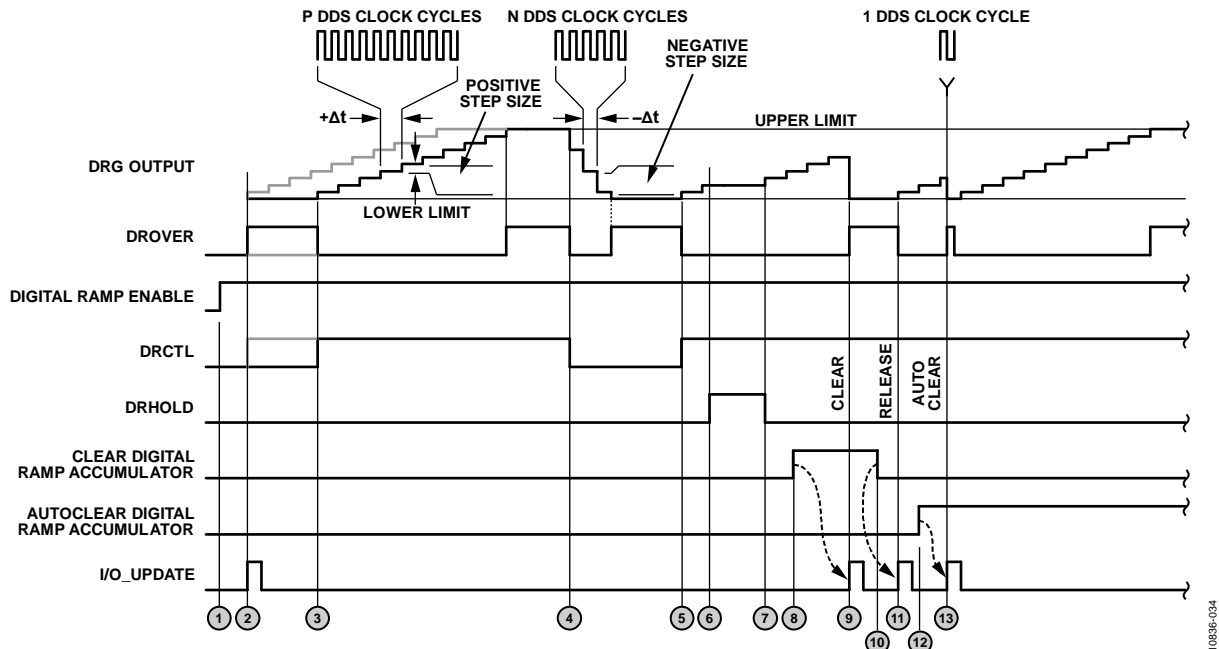 P DDS CLOCK CYCLES
N DDS CLOCK CYCLES
1 DDS CLOCK CYCLE
NEGATIVE
STEP SIZE
POSITIVE
STEP SIZE
+Δt
–Δt
UPPER LIMIT
DRG OUTPUT
LOWER LIMIT
DROVER
DIGITAL RAMP ENABLE
DRCTL
CLEAR
RELEASE
AUTO
CLEAR
DRHOLD
CLEAR DIGITAL
RAMP ACCUMULATOR
AUTOCLEAR DIGITAL
RAMP ACCUMULATOR
I/O_UPDATE
1 2 3 4 5 6 7 8 9 10 11 12 13
10836-034